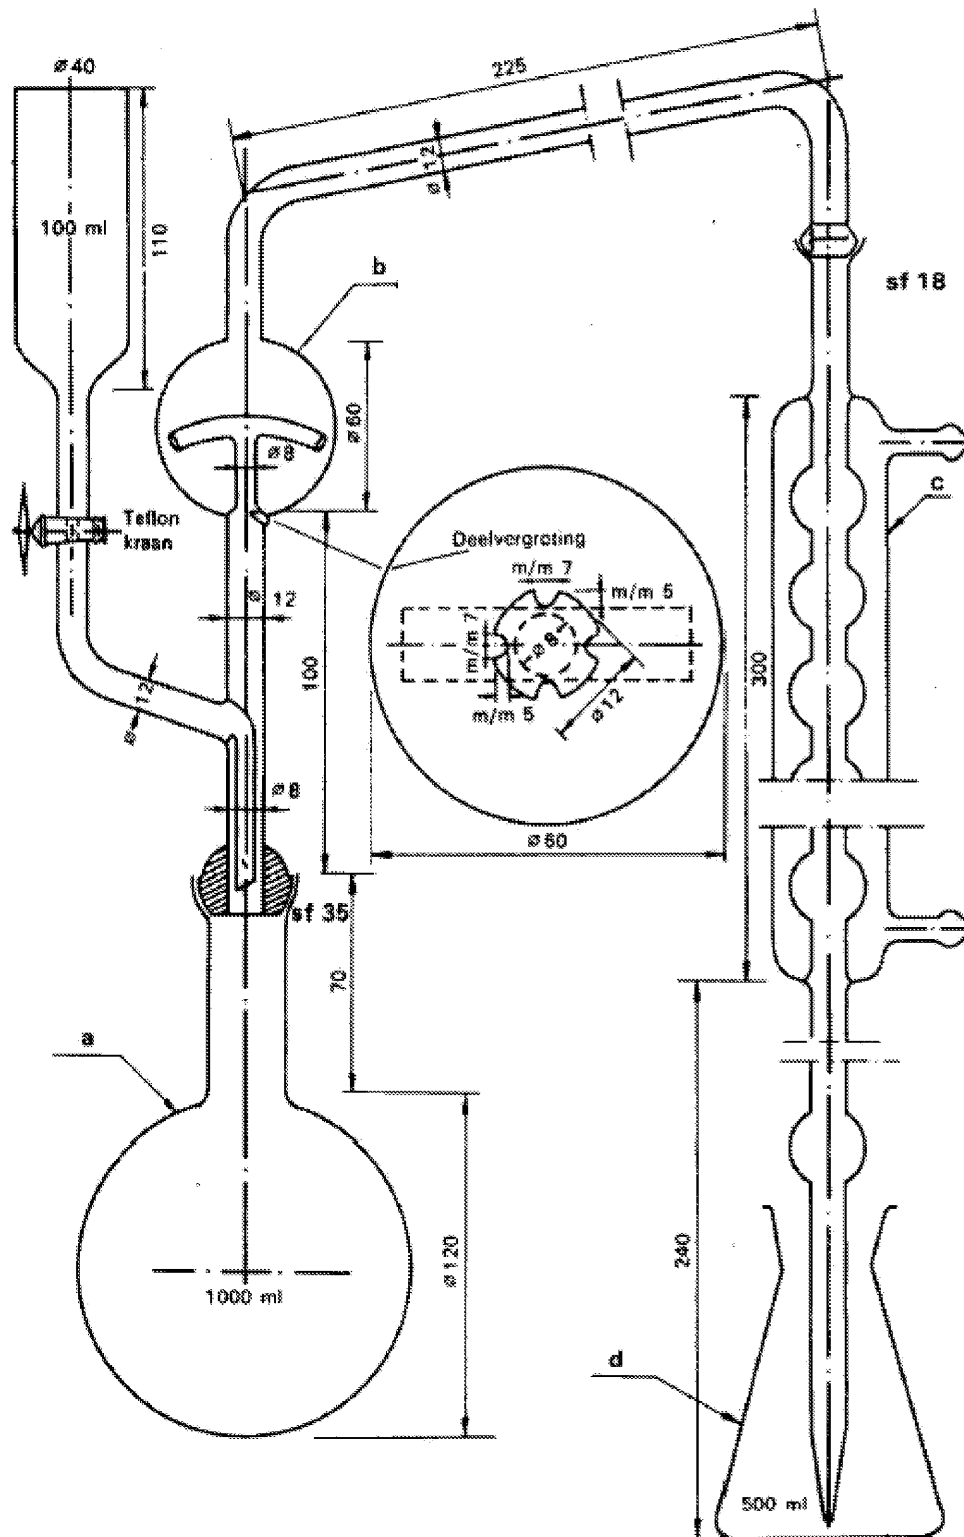 ø 40
225
100 ml
110
ø 12
b
sf 18
ø 60
ø 8
c
Teflon
kraan
Deelvergroting
m/m 7
m/m 5
ø
12
m/m 7
ø 8
300
100
ø 12
m/m 5
ø 12
ø 8
ø 60
sf 35
70
a
ø 120
240
1000 ml
d
500 ml